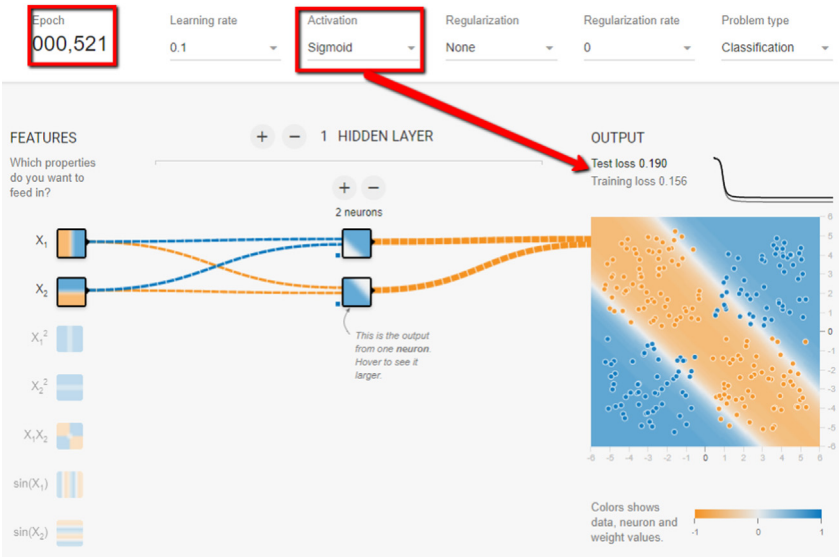 Epoch
000,521
Learning rate
0.1
Activation
Sigmoid
Regularization
None
Regularization rate
0
Problem type
Classification
FEATURES
Which properties
do you want to
feed in?
+ − 1 HIDDEN LAYER
+ −
2 neurons
X₁
X₂
X₁²
X₂²
X₁X₂
sin(X₁)
sin(X₂)
This is the output
from one neuron.
Hover to see it
larger.
OUTPUT
Test loss 0.190
Training loss 0.156
6
5
4
3
2
1
0
-1
-2
-3
-4
-5
-6
-6 -5 -4 -3 -2 -1 0 1 2 3 4 5 6
Colors shows
data, neuron and
weight values.
-1 0 1